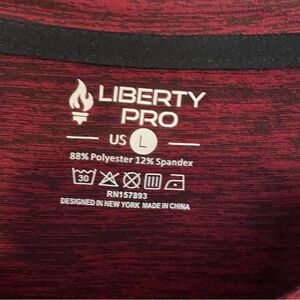 LIBERTY
PRO
US L
88% Polyester 12% Spandex
30
RN157893
DESIGNED IN NEW YORK MADE IN CHINA